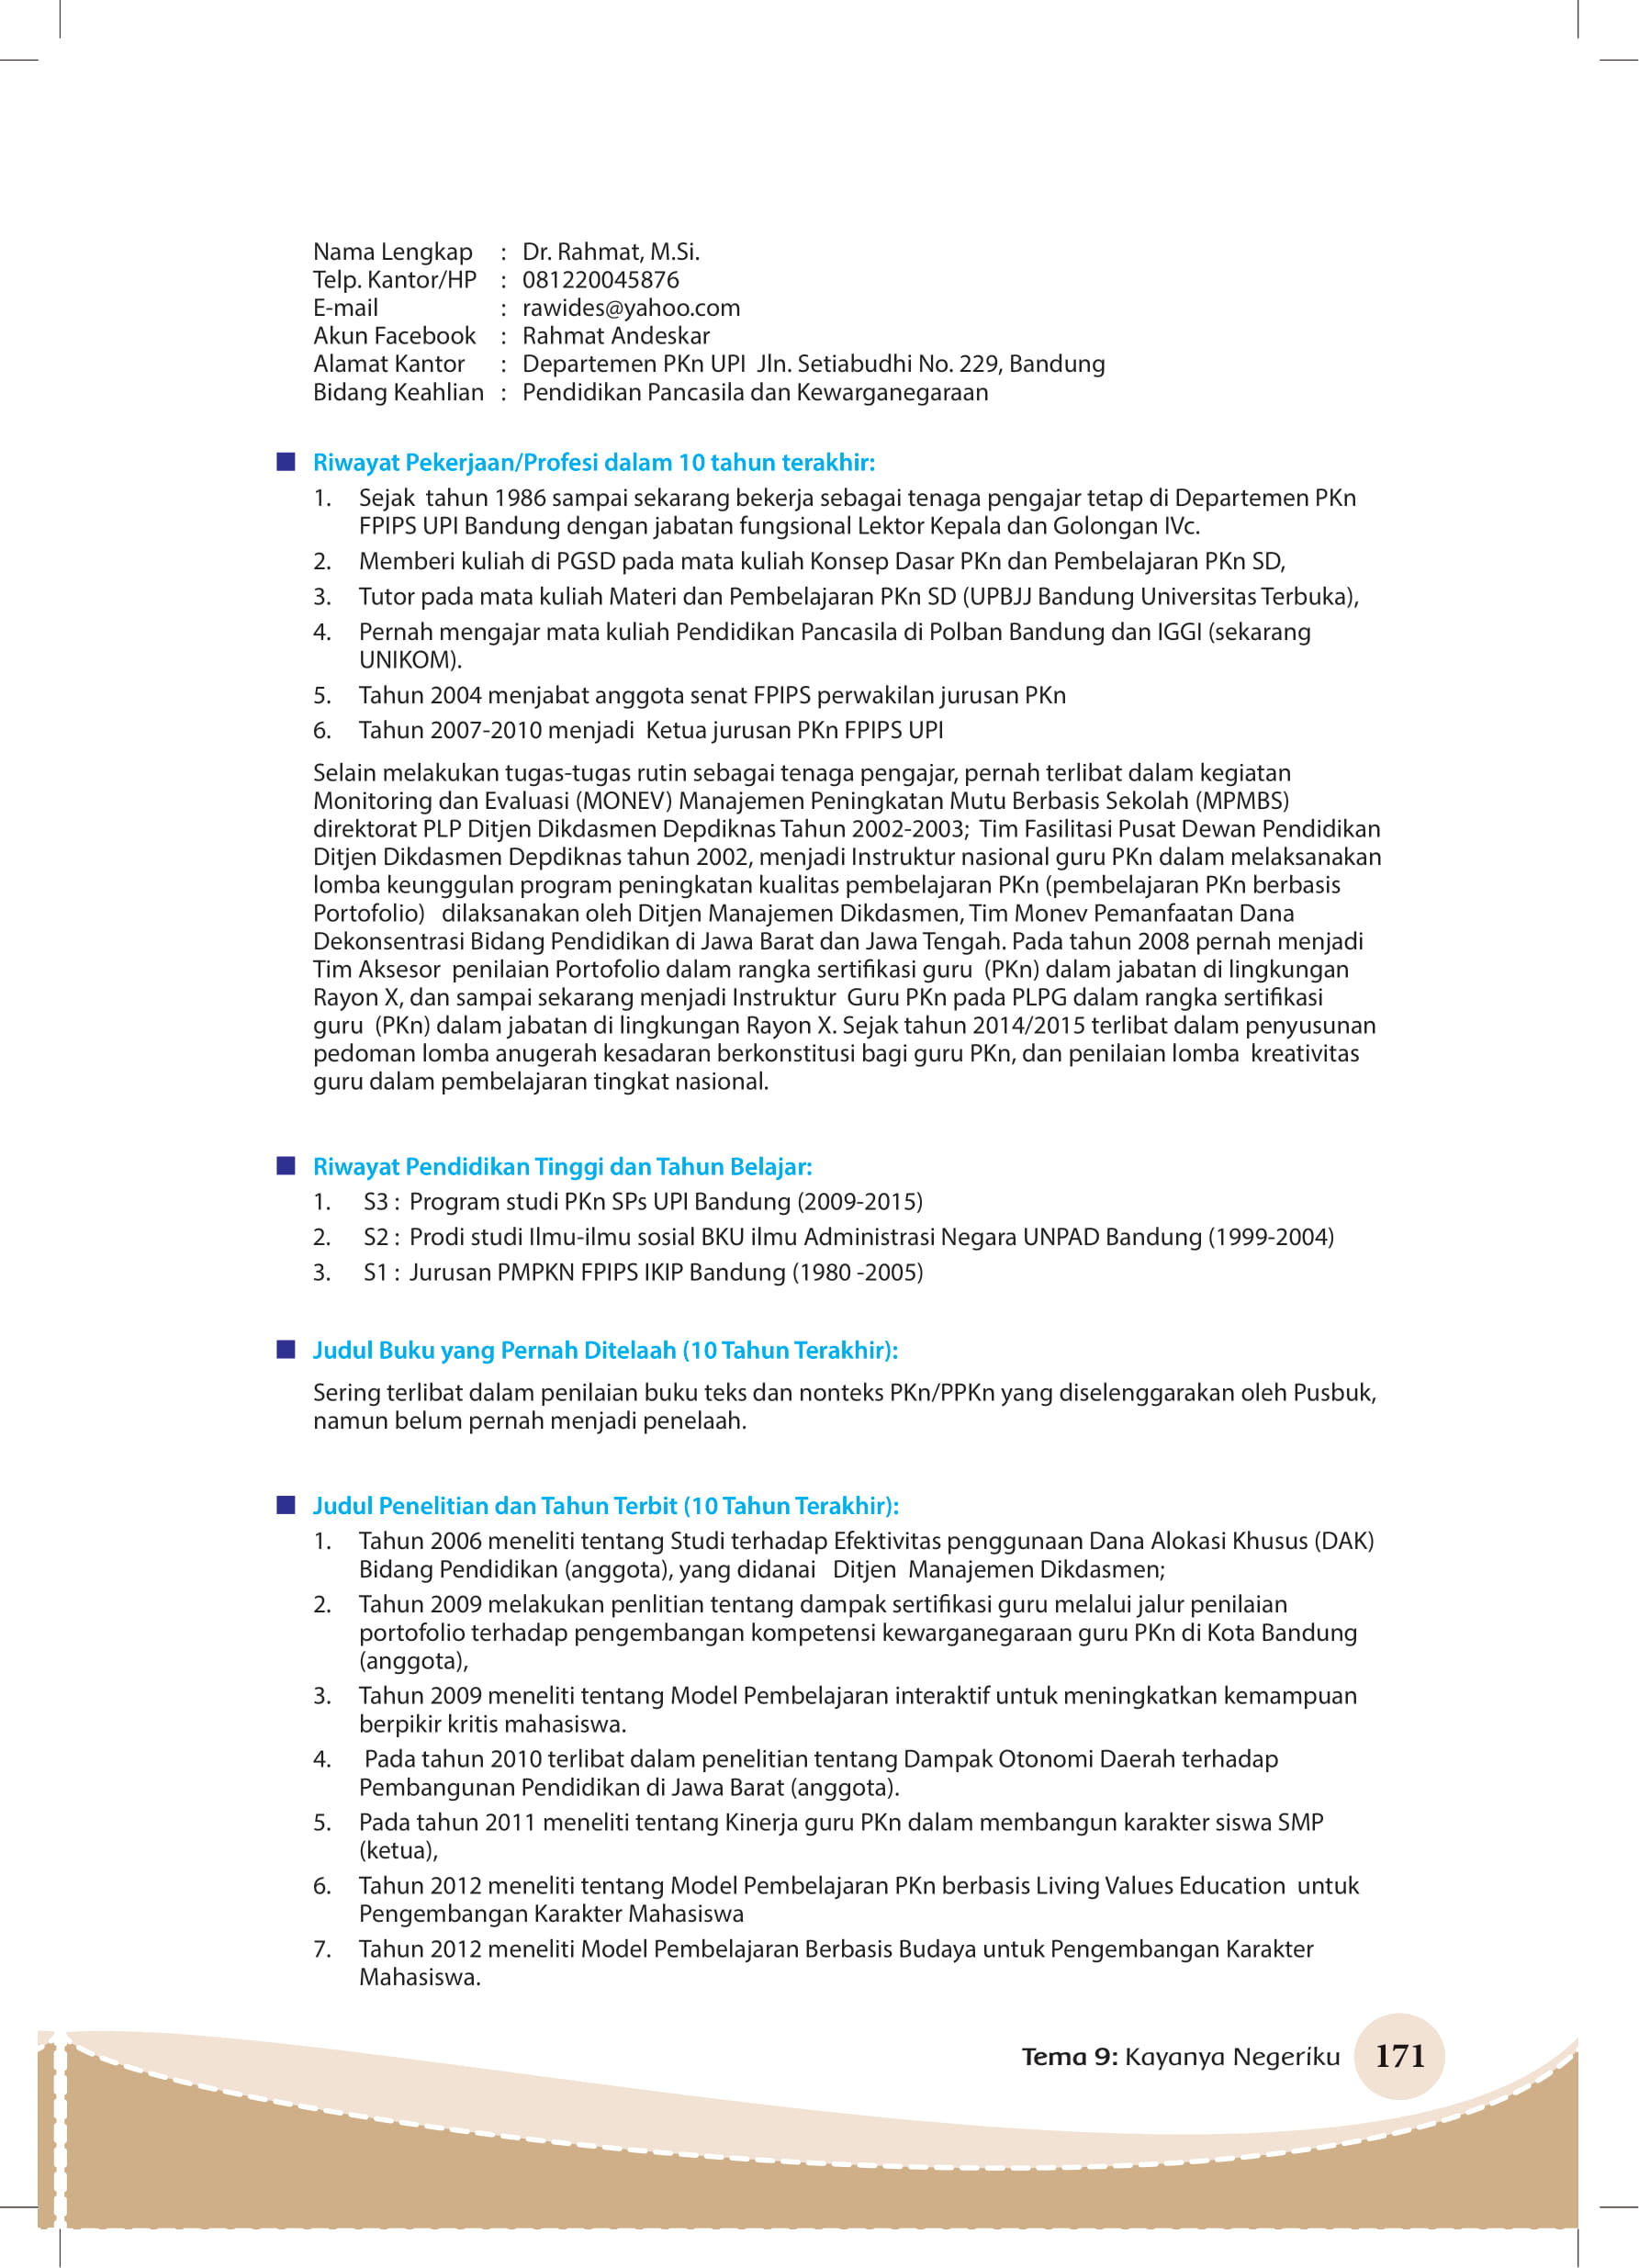 Nama Lengkap : Dr. Rahmat, M.Si.
Telp. Kantor/HP : 081220045876
E-mail : rawides@yahoo.com
Akun Facebook : Rahmat Andeskar
Alamat Kantor : Departemen PKn UPI Jln. Setiabudhi No. 229, Bandung
Bidang Keahlian : Pendidikan Pancasila dan Kewarganegaraan
Riwayat Pekerjaan/Profesi dalam 10 tahun terakhir:
1. Sejak tahun 1986 sampai sekarang bekerja sebagai tenaga pengajar tetap di Departemen PKn
FPIPS UPI Bandung dengan jabatan fungsional Lektor Kepala dan Golongan IVc.
2. Memberi kuliah di PGSD pada mata kuliah Konsep Dasar PKn dan Pembelajaran PKn SD,
3. Tutor pada mata kuliah Materi dan Pembelajaran PKn SD (UPBJJ Bandung Universitas Terbuka),
4. Pernah mengajar mata kuliah Pendidikan Pancasila di Polban Bandung dan IGGI (sekarang
UNIKOM).
5. Tahun 2004 menjabat anggota senat FPIPS perwakilan jurusan PKn
6. Tahun 2007-2010 menjadi Ketua jurusan PKn FPIPS UPI
Selain melakukan tugas-tugas rutin sebagai tenaga pengajar, pernah terlibat dalam kegiatan
Monitoring dan Evaluasi (MONEV) Manajemen Peningkatan Mutu Berbasis Sekolah (MPMBS)
direktorat PLP Ditjen Dikdasmen Depdiknas Tahun 2002-2003; Tim Fasilitasi Pusat Dewan Pendidikan
Ditjen Dikdasmen Depdiknas tahun 2002, menjadi Instruktur nasional guru PKn dalam melaksanakan
lomba keunggulan program peningkatan kualitas pembelajaran PKn (pembelajaran PKn berbasis
Portofolio) dilaksanakan oleh Ditjen Manajemen Dikdasmen, Tim Monev Pemanfaatan Dana
Dekonsentrasi Bidang Pendidikan di Jawa Barat dan Jawa Tengah. Pada tahun 2008 pernah menjadi
Tim Aksesor penilaian Portofolio dalam rangka sertifikasi guru (PKn) dalam jabatan di lingkungan
Rayon X, dan sampai sekarang menjadi Instruktur Guru PKn pada PLPG dalam rangka sertifikasi
guru (PKn) dalam jabatan di lingkungan Rayon X. Sejak tahun 2014/2015 terlibat dalam penyusunan
pedoman lomba anugerah kesadaran berkonstitusi bagi guru PKn, dan penilaian lomba kreativitas
guru dalam pembelajaran tingkat nasional.
Riwayat Pendidikan Tinggi dan Tahun Belajar:
1. S3 : Program studi PKn SPs UPI Bandung (2009-2015)
2. S2 : Prodi studi Ilmu-ilmu sosial BKU ilmu Administrasi Negara UNPAD Bandung (1999-2004)
3. S1 : Jurusan PMPKN FPIPS IKIP Bandung (1980 -2005)
Judul Buku yang Pernah Ditelaah (10 Tahun Terakhir):
Sering terlibat dalam penilaian buku teks dan nonteks PKn/PPKn yang diselenggarakan oleh Pusbuk,
namun belum pernah menjadi penelaah.
Judul Penelitian dan Tahun Terbit (10 Tahun Terakhir):
1. Tahun 2006 meneliti tentang Studi terhadap Efektivitas penggunaan Dana Alokasi Khusus (DAK)
Bidang Pendidikan (anggota), yang didanai Ditjen Manajemen Dikdasmen;
2. Tahun 2009 melakukan penlitian tentang dampak sertifikasi guru melalui jalur penilaian
portofolio terhadap pengembangan kompetensi kewarganegaraan guru PKn di Kota Bandung
(anggota),
3. Tahun 2009 meneliti tentang Model Pembelajaran interaktif untuk meningkatkan kemampuan
berpikir kritis mahasiswa.
4. Pada tahun 2010 terlibat dalam penelitian tentang Dampak Otonomi Daerah terhadap
Pembangunan Pendidikan di Jawa Barat (anggota).
5. Pada tahun 2011 meneliti tentang Kinerja guru PKn dalam membangun karakter siswa SMP
(ketua),
6. Tahun 2012 meneliti tentang Model Pembelajaran PKn berbasis Living Values Education untuk
Pengembangan Karakter Mahasiswa
7. Tahun 2012 meneliti Model Pembelajaran Berbasis Budaya untuk Pengembangan Karakter
Mahasiswa.
Tema 9: Kayanya Negeriku 171